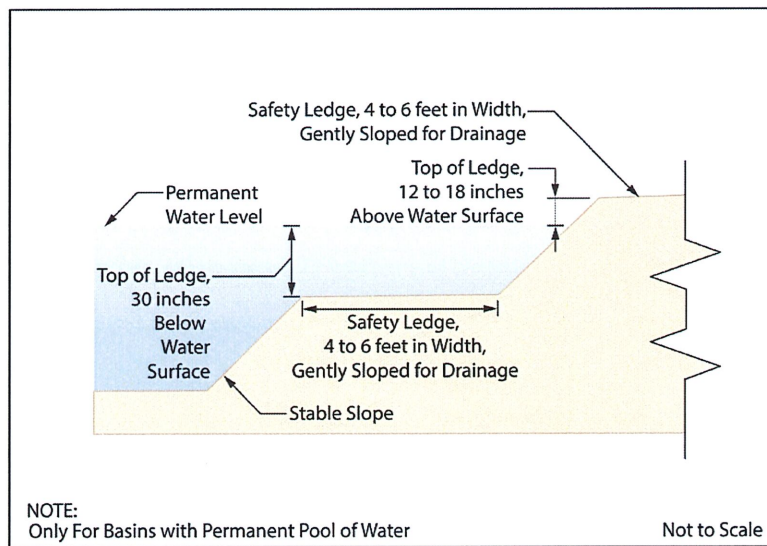 Safety Ledge, 4 to 6 feet in Width,
Gently Sloped for Drainage
Top of Ledge,
12 to 18 inches
Above Water Surface
Permanent
Water Level
Top of Ledge,
30 inches
Below
Water
Surface
Safety Ledge,
4 to 6 feet in Width,
Gently Sloped for Drainage
Stable Slope
NOTE:
Only For Basins with Permanent Pool of Water
Not to Scale